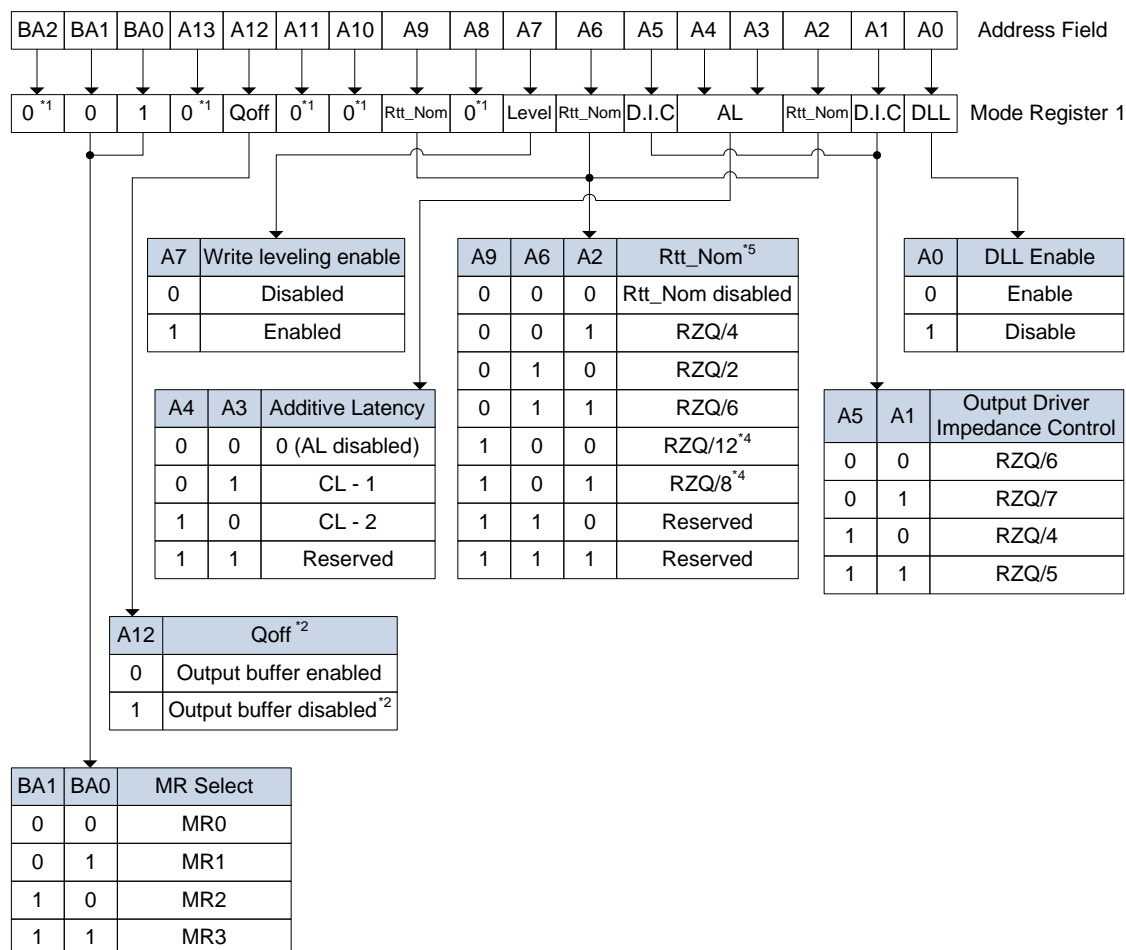 BA2 BA1 BA0 A13 A12 A11 A10 A9 A8 A7 A6 A5 A4 A3 A2 A1 A0 Address Field
0*1 0 1 0*1 Qoff 0*1 0*1 Rtt_Nom 0*1 Level Rtt_Nom D.I.C AL Rtt_Nom D.I.C DLL Mode Register 1
A7 Write leveling enable
0 Disabled
1 Enabled
A9 A6 A2 Rtt_Nom*5
0 0 0 Rtt_Nom disabled
0 0 1 RZQ/4
0 1 0 RZQ/2
0 1 1 RZQ/6
1 0 0 RZQ/12*4
1 0 1 RZQ/8*4
1 1 0 Reserved
1 1 1 Reserved
A0 DLL Enable
0 Enable
1 Disable
A4 A3 Additive Latency
0 0 0 (AL disabled)
0 1 CL - 1
1 0 CL - 2
1 1 Reserved
A5 A1 Output Driver
Impedance Control
0 0 RZQ/6
0 1 RZQ/7
1 0 RZQ/4
1 1 RZQ/5
A12 Qoff *2
0 Output buffer enabled
1 Output buffer disabled*2
BA1 BA0 MR Select
0 0 MR0
0 1 MR1
1 0 MR2
1 1 MR3